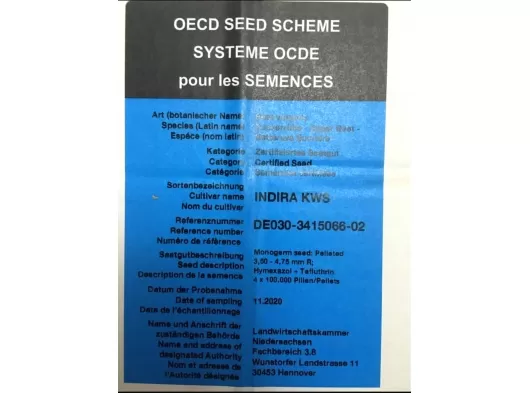 OECD SEED SCHEME
SYSTEME OCDE
pour les SEMENCES
Art (botanischer Name)
Species (Latin name)
Espèce (nom latin)
Kategorie Zertifiziertes Saatgut
Category Certified Seed
Catégorie
Sortenbezeichnung
Cultivar name INDIRA KWS
Nom du cultivar
Referenznummer
Reference number DE030-3415066-02
Numéro de référence
Saatgutbeschreibung Monogerm seed; Pelleted
Seed description 3,00 - 4,75 mm R;
Description de la semence Hymexazol + Tefluthrin
4 x 100.000 Pillen/Pellets
Datum der Probenahme
Date of sampling 11.2020
Date de l'échantillonnage
Name und Anschrift der
zuständigen Behörde Landwirtschaftskammer
Name and address of Niedersachsen
designated Authority Fachbereich 3.8
Nom et adresse de Wunstorfer Landstrasse 11
l'Autorité désignée 30453 Hannover